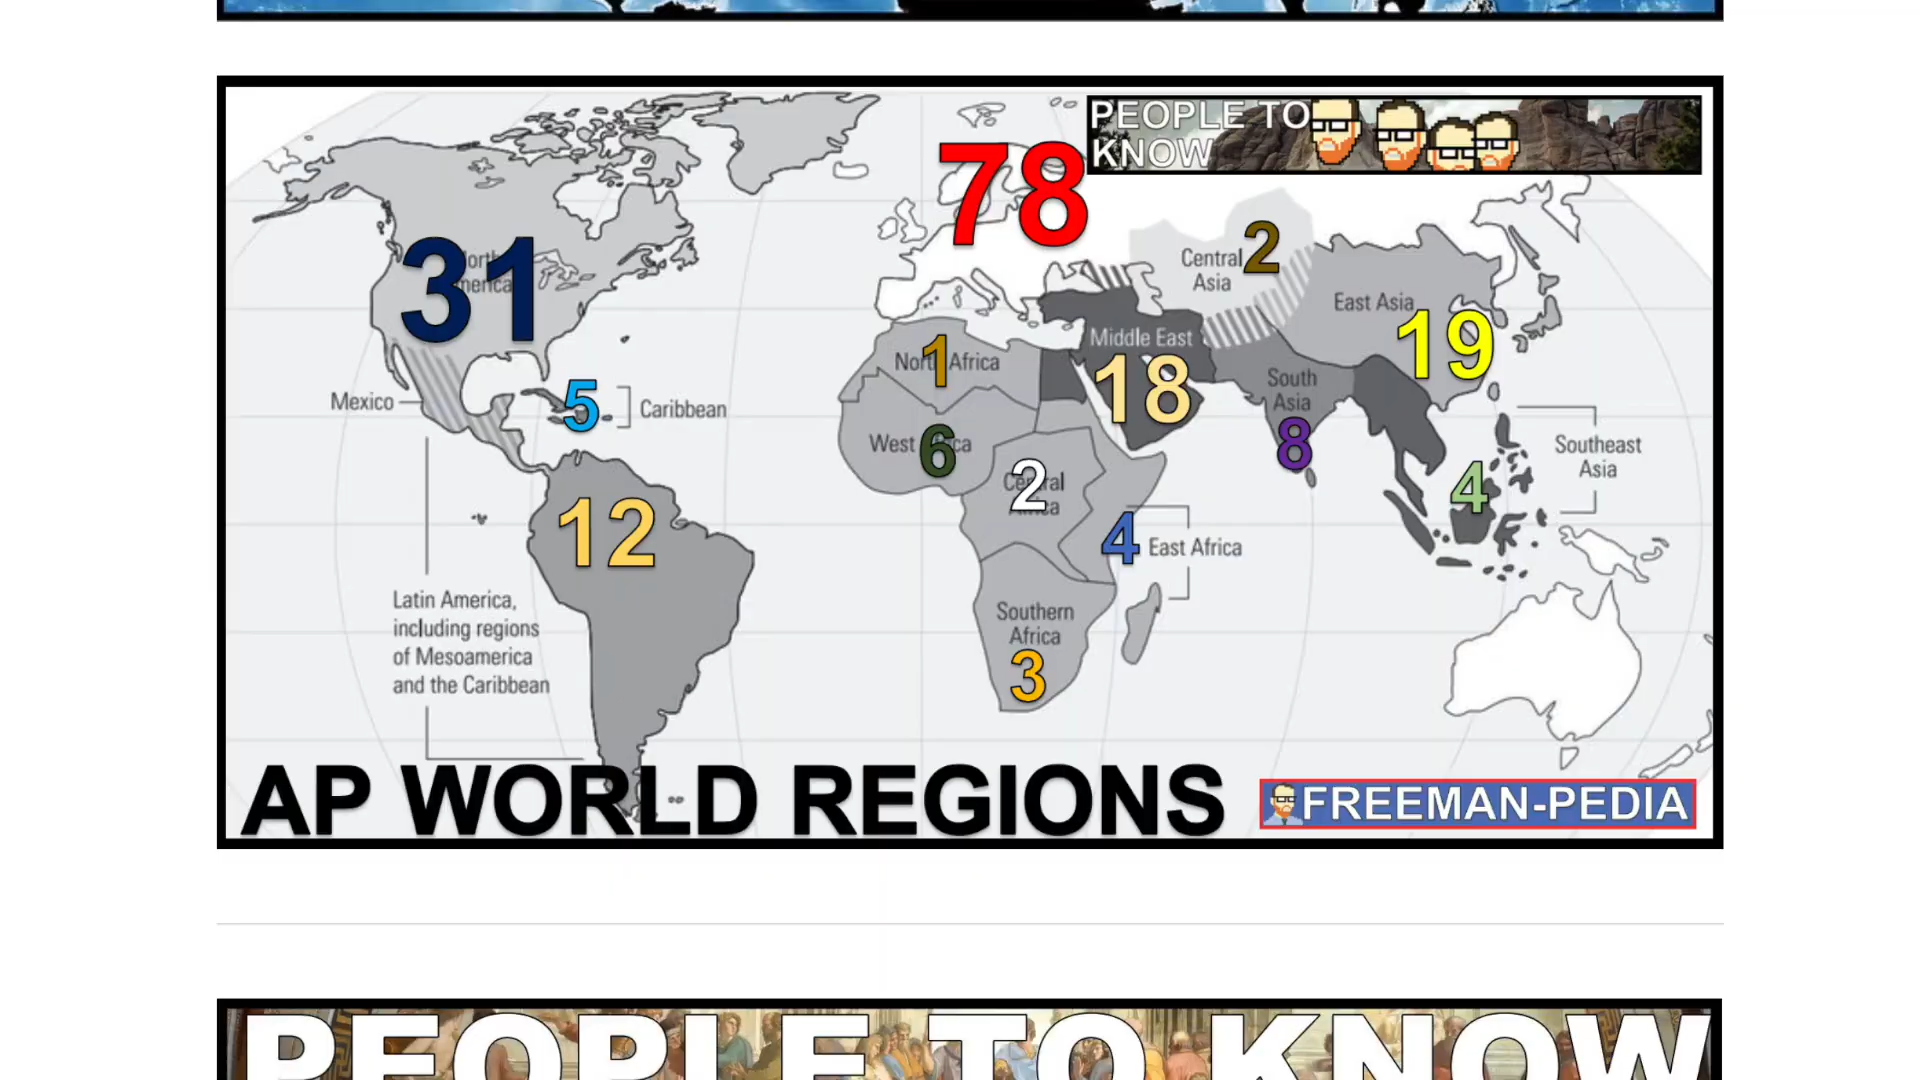 PEOPLE TO
KNOW
78
2
Central
Asia
31
East Asia
19
Middle East
18
1
Africa
South
Asia
8
Mexico
5
Caribbean
West
6
2
Southeast
Asia
4
12
4
East Africa
Latin America,
including regions
of Mesoamerica
and the Caribbean
Southern
Africa
3
AP WORLD REGIONS
FREEMAN-PEDIA
PEOPLE TO KNOW